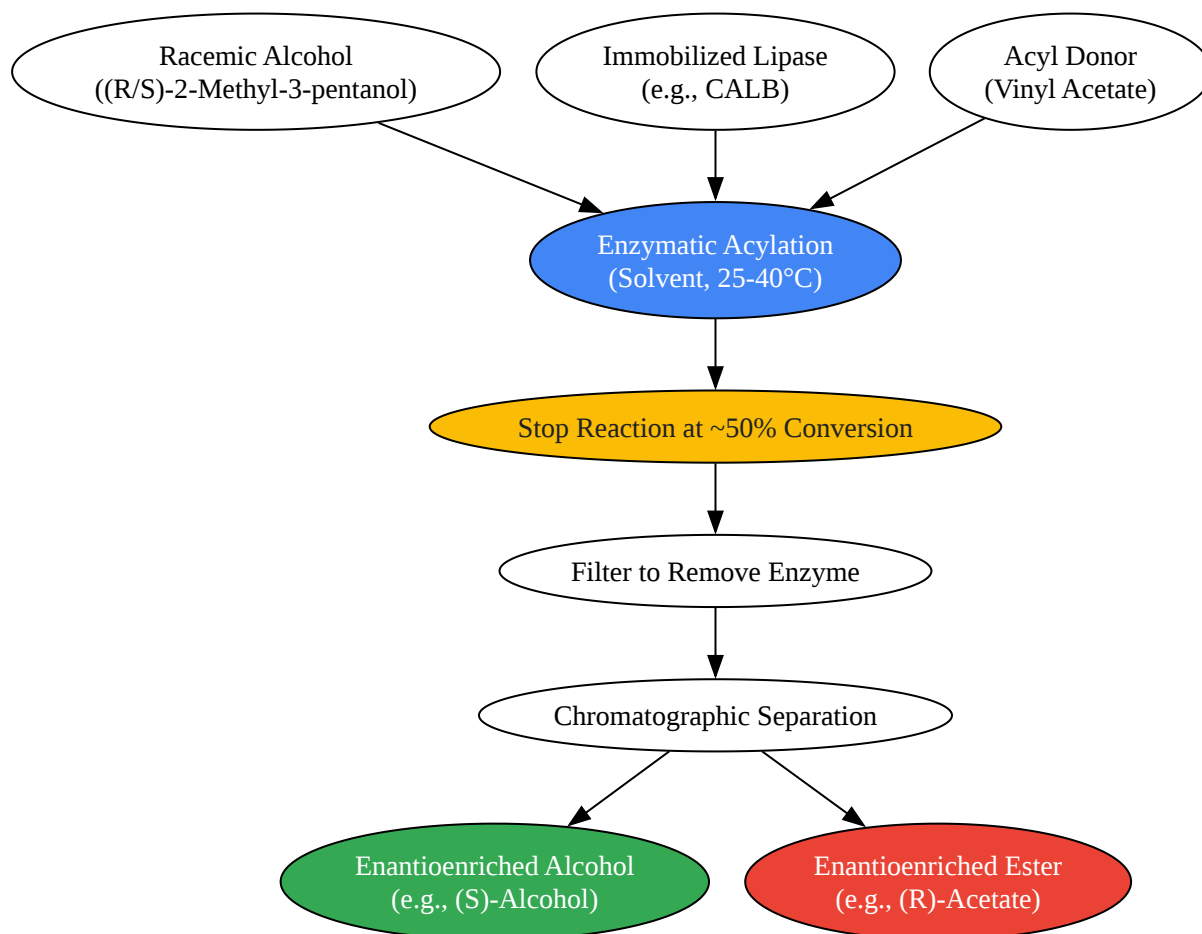 Racemic Alcohol
((R/S)-2-Methyl-3-pentanol)
Immobilized Lipase
(e.g., CALB)
Acyl Donor
(Vinyl Acetate)
Enzymatic Acylation
(Solvent, 25-40°C)
Stop Reaction at ~50% Conversion
Filter to Remove Enzyme
Chromatographic Separation
Enantioenriched Alcohol
(e.g., (S)-Alcohol)
Enantioenriched Ester
(e.g., (R)-Acetate)